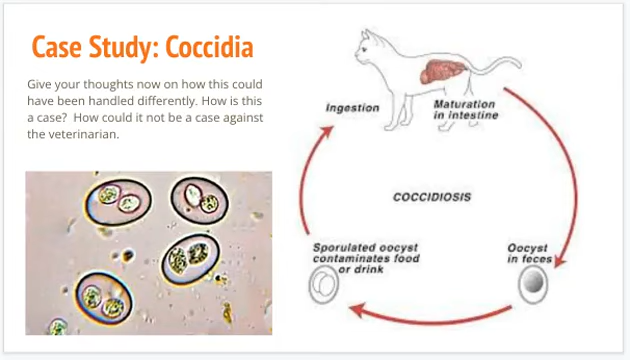 Case Study: Coccidia
Give your thoughts now on how this could
have been handled differently. How is this
a case?  How could it not be a case against
the veterinarian.
Ingestion
Maturation
in intestine
COCCIDIOSIS
Sporulated oocyst
contaminates food
or drink
Oocyst
in feces